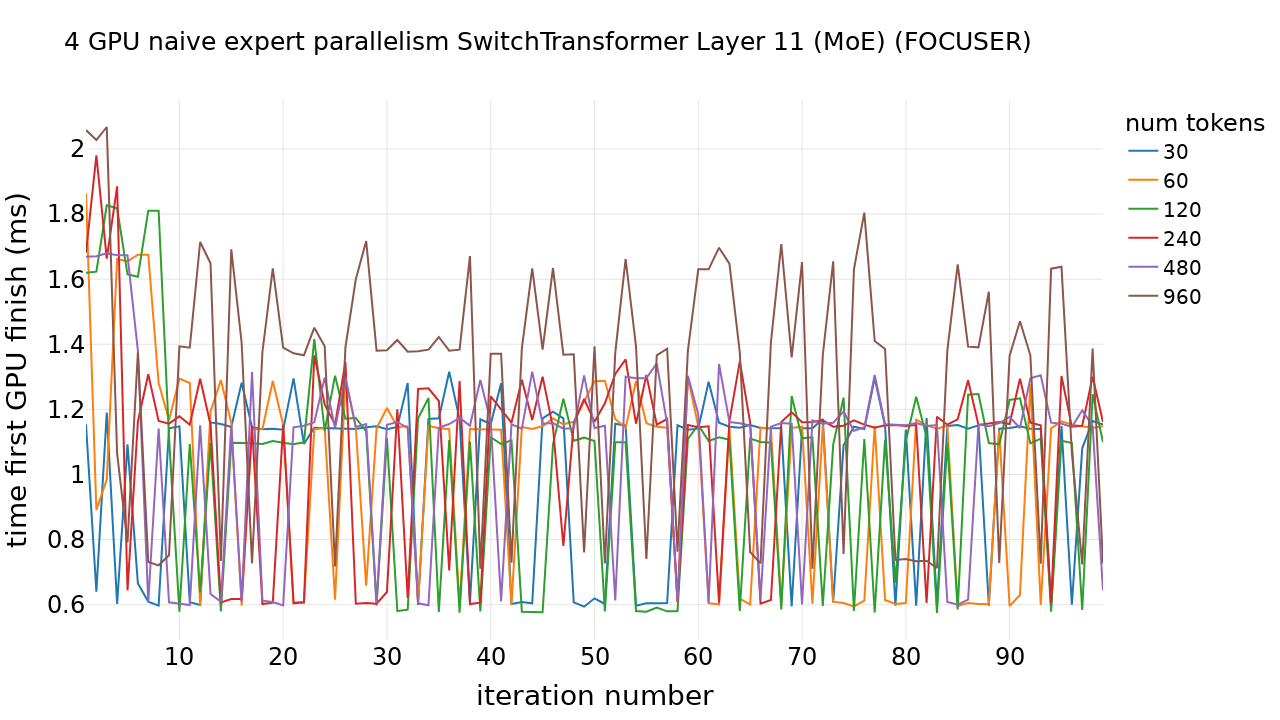 4 GPU naive expert parallelism SwitchTransformer Layer 11 (MoE) (FOCUSER)
time first GPU finish (ms)
2
1.8
1.6
1.4
1.2
1
0.8
0.6
10 20 30 40 50 60 70 80 90
iteration number
num tokens
30
60
120
240
480
960